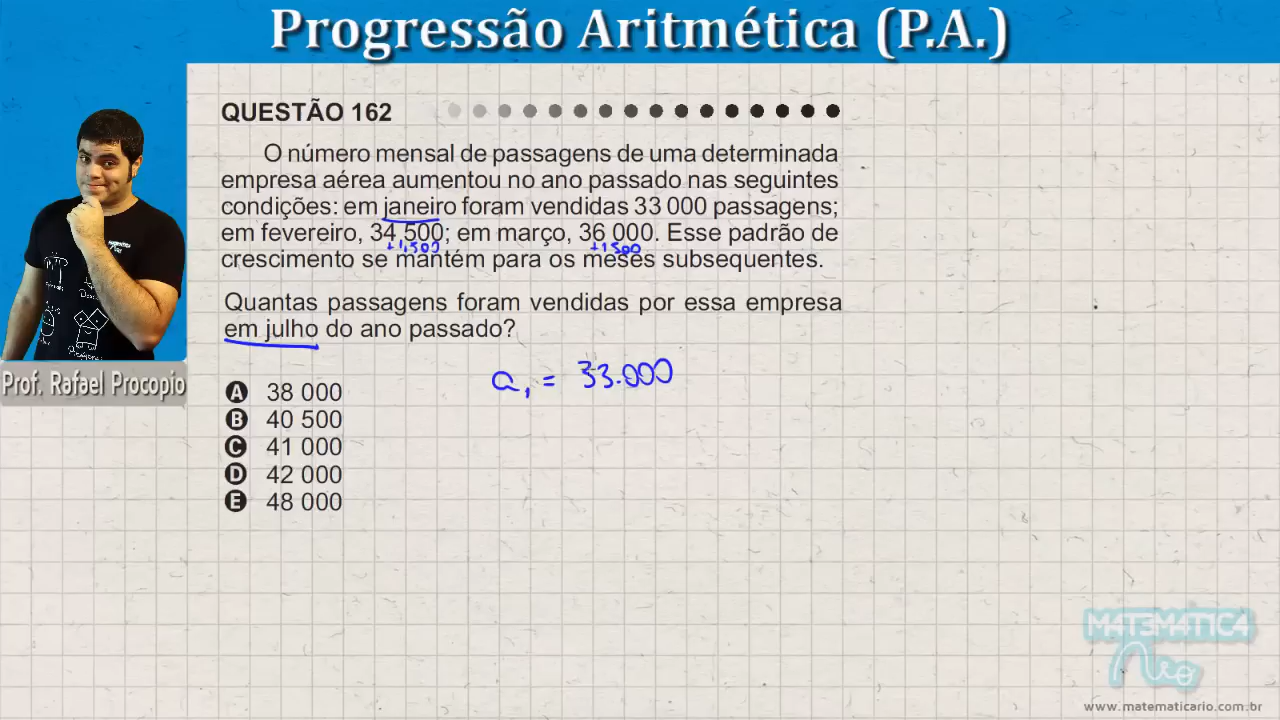 Progressão Aritmética (P.A.)
QUESTÃO 162
O número mensal de passagens de uma determinada
empresa aérea aumentou no ano passado nas seguintes
condições: em janeiro foram vendidas 33 000 passagens;
em fevereiro, 34 500; em março, 36 000. Esse padrão de
+1.500 +1500
crescimento se mantém para os meses subsequentes.
Quantas passagens foram vendidas por essa empresa
em julho do ano passado?
a₁ = 33.000
A 38 000
B 40 500
C 41 000
D 42 000
E 48 000
Prof. Rafael Procopio
MATEMÁTICA
Rio
www.matematicario.com.br